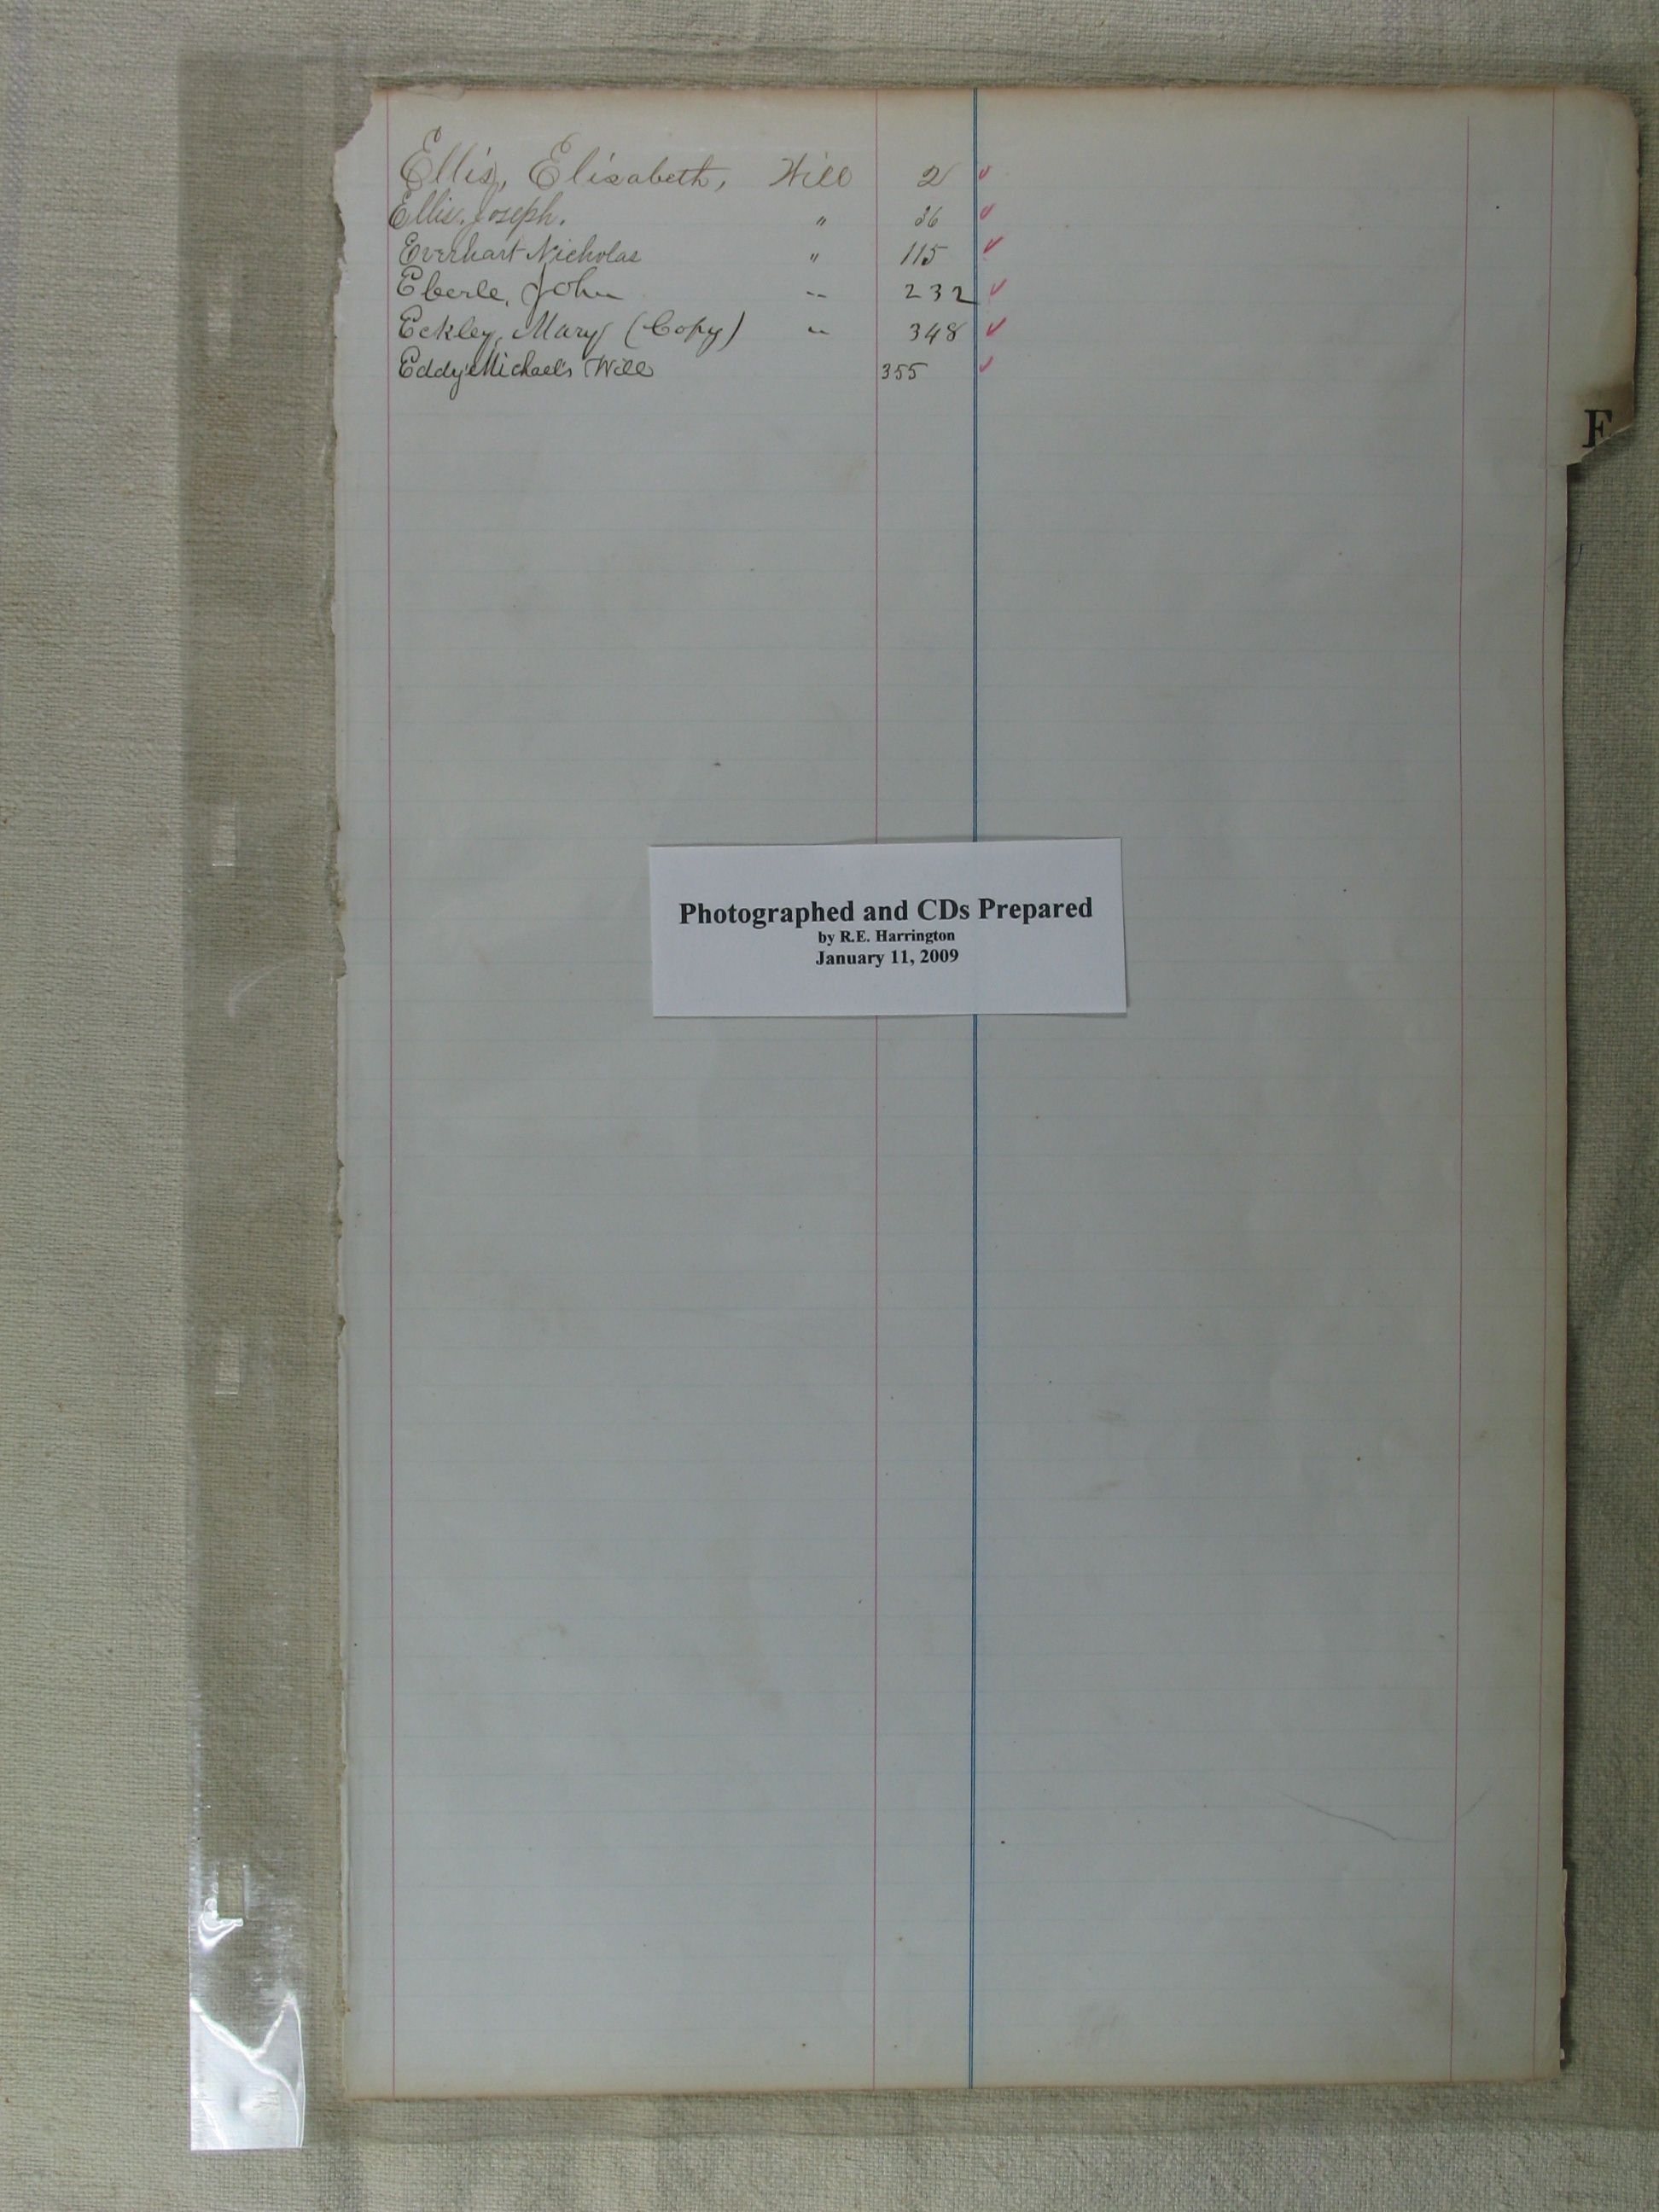 Ellis, Elisabeth, Will 2 ✓
Ellis, Joseph. " 36 ✓
Everhart Nicholas " 115 ✓
Eberle, John " 232 ✓
Eckley, Mary (Copy) " 348 ✓
Eddy Michael's Will 355 ✓
E
Photographed and CDs Prepared
by R.E. Harrington
January 11, 2009